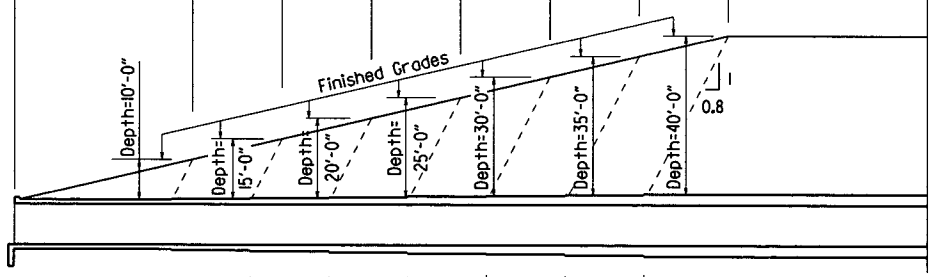 Finished Grades
Depth=10'-0"
Depth=
15'-0"
Depth=
20'-0"
Depth=
25'-0"
Depth=30'-0"
Depth=35'-0"
Depth=40'-0"
1
0.8